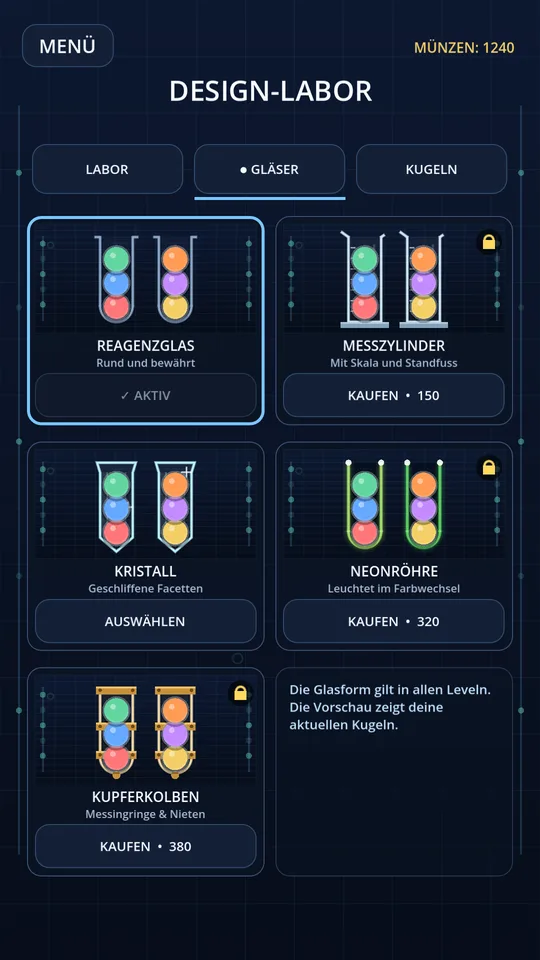 MENÜ
MÜNZEN: 1240
DESIGN-LABOR
LABOR
● GLÄSER
KUGELN
REAGENZGLAS
Rund und bewährt
✓ AKTIV
MESSZYLINDER
Mit Skala und Standfuss
KAUFEN • 150
KRISTALL
Geschliffene Facetten
AUSWÄHLEN
NEONRÖHRE
Leuchtet im Farbwechsel
KAUFEN • 320
KUPFERKOLBEN
Messingringe & Nieten
KAUFEN • 380
Die Glasform gilt in allen Leveln.
Die Vorschau zeigt deine
aktuellen Kugeln.